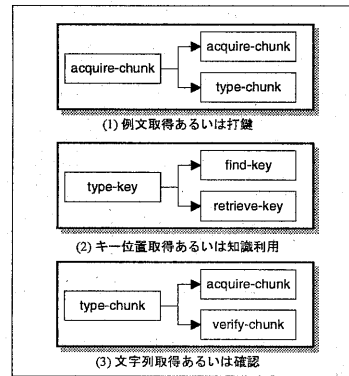 acquire-chunk
acquire-chunk
type-chunk
(1) 例文取得あるいは打鍵
type-key
find-key
retrieve-key
(2) キー位置取得あるいは知識利用
type-chunk
acquire-chunk
verify-chunk
(3) 文字列取得あるいは確認